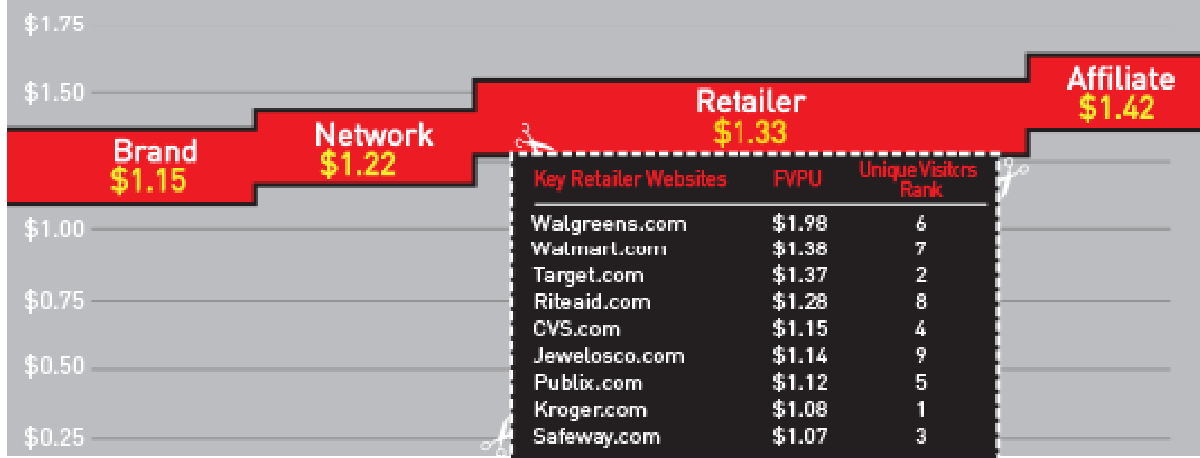 $1.75
$1.50
$1.00
$0.75
$0.50
$0.25
Brand
$1.15
Network
$1.22
Retailer
$1.33
Affiliate
$1.42
Key Retailer Websites FVPU Unique Visitors Rank
Walgreens.com $1.98 6
Walmart.com $1.38 7
Target.com $1.37 2
Riteaid.com $1.28 8
CVS.com $1.15 4
Jewelosco.com $1.14 9
Publix.com $1.12 5
Kroger.com $1.08 1
Safeway.com $1.07 3